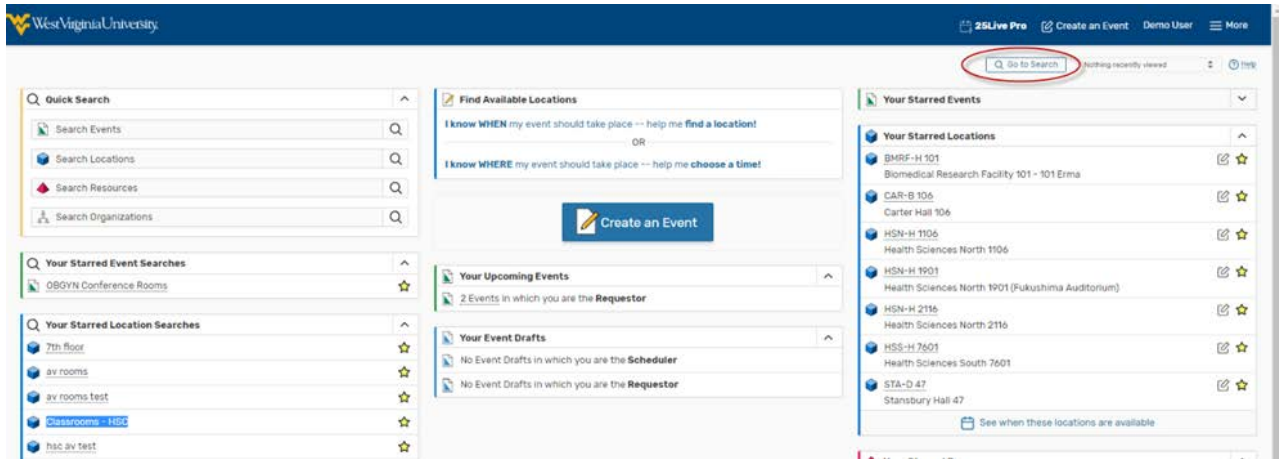 West Virginia University.
25Live Pro
Create an Event
Demo User
More
Go to Search
Nothing recently viewed
Help
Quick Search
Search Events
Search Locations
Search Resources
Search Organizations
Your Starred Event Searches
OBGYN Conference Rooms
Your Starred Location Searches
7th floor
av rooms
av rooms test
Classrooms - HSC
hsc av test
Find Available Locations
I know WHEN my event should take place -- help me find a location!
OR
I know WHERE my event should take place -- help me choose a time!
Create an Event
Your Upcoming Events
2 Events in which you are the Requestor
Your Event Drafts
No Event Drafts in which you are the Scheduler
No Event Drafts in which you are the Requestor
Your Starred Events
Your Starred Locations
BMRF-H 101
Biomedical Research Facility 101 - 101 Erma
CAR-B 106
Carter Hall 106
HSN-H 1106
Health Sciences North 1106
HSN-H 1901
Health Sciences North 1901 (Fukushima Auditorium)
HSN-H 2116
Health Sciences North 2116
HSS-H 7601
Health Sciences South 7601
STA-D 47
Stansbury Hall 47
See when these locations are available